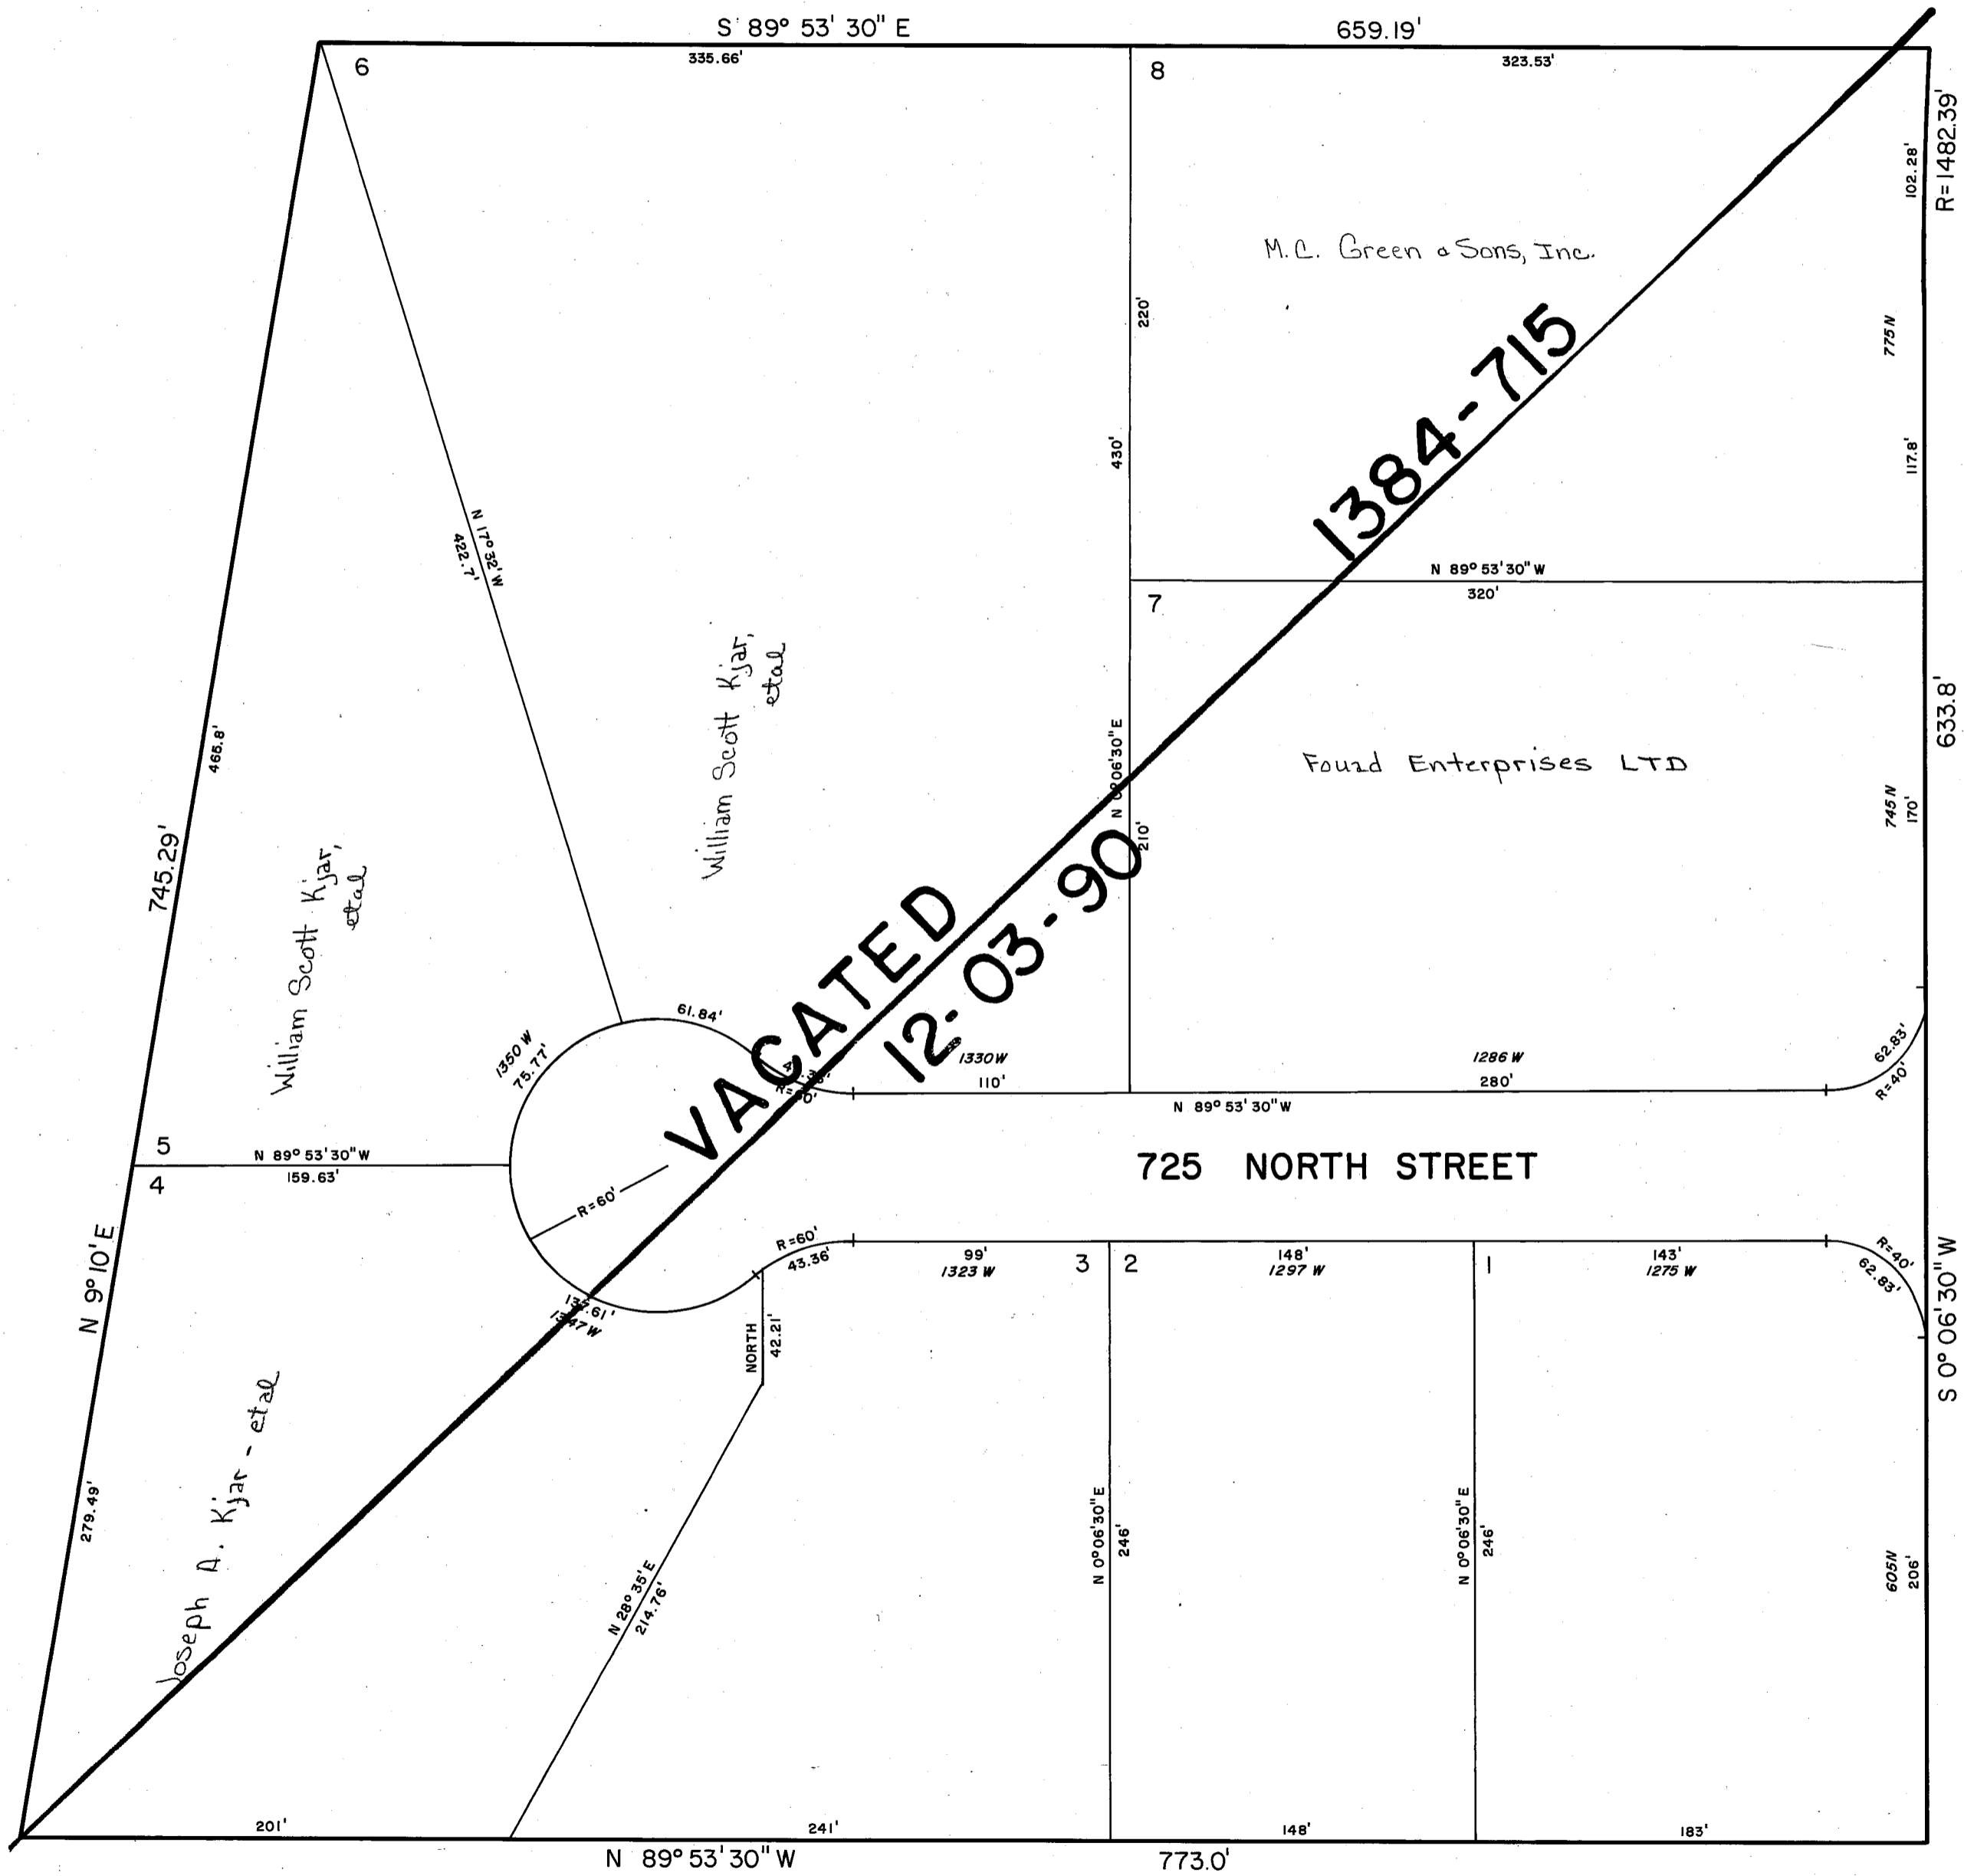 S 89° 53' 30" E 659.19'
6 335.66' 8 323.53'
R=1482.39'
102.28'
M.C. Green & Sons, Inc.
220'
775 N
1384-715
430'
117.8'
N 17° 32' W
422.7'
N 89° 53' 30" W
320'
7
William Scott Kjar,
etal
465.8'
745.29'
N 0° 06' 30" E
210'
Fouad Enterprises LTD
633.8'
745 N
170'
William Scott Kjar,
etal
VACATED
12-03-90
61.84'
1350 W
75.77'
1330 W
110'
1286 W
280'
62.83'
R=40'
N 89° 53' 30" W
5
N 89° 53' 30" W
4 159.63'
725 NORTH STREET
R=60'
N 9° 10' E
R=60'
43.36'
99'
1323 W
3 2
148'
1297 W
1
143'
1275 W
R=40'
62.83'
S 0° 06' 30" W
NORTH
42.21'
Joseph A. Kjar - etal
279.49'
N 28° 35' E
214.76'
N 0° 06' 30" E
246'
N 0° 06' 30" E
246'
605 N
206'
201' 241' 148' 183'
N 89° 53' 30" W 773.0'